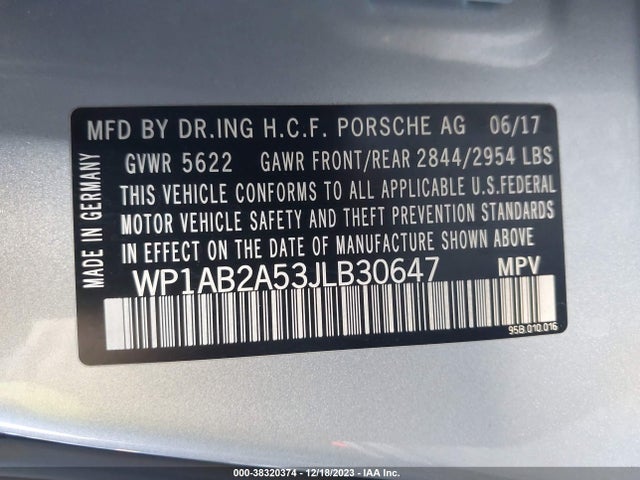 MFD BY DR.ING H.C.F. PORSCHE AG 06/17
GVWR 5622 GAWR FRONT/REAR 2844/2954 LBS
THIS VEHICLE CONFORMS TO ALL APPLICABLE U.S.FEDERAL
MOTOR VEHICLE SAFETY AND THEFT PREVENTION STANDARDS
IN EFFECT ON THE DATE OF MANUFACTURE SHOWN ABOVE.
WP1AB2A53JLB30647 MPV
95B.010.016
MADE IN GERMANY
000-38320374 - 12/18/2023 - IAAI.COM